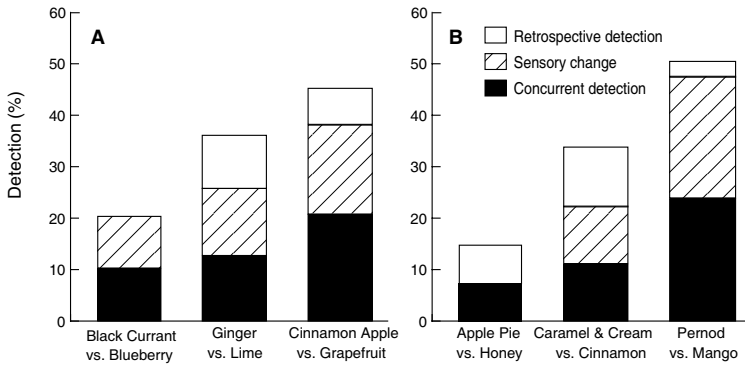 Detection (%)
60
50
40
30
20
10
0
A
Black Currant
vs. Blueberry
Ginger
vs. Lime
Cinnamon Apple
vs. Grapefruit
60
50
40
30
20
10
0
B
Retrospective detection
Sensory change
Concurrent detection
Apple Pie
vs. Honey
Caramel & Cream
vs. Cinnamon
Pernod
vs. Mango